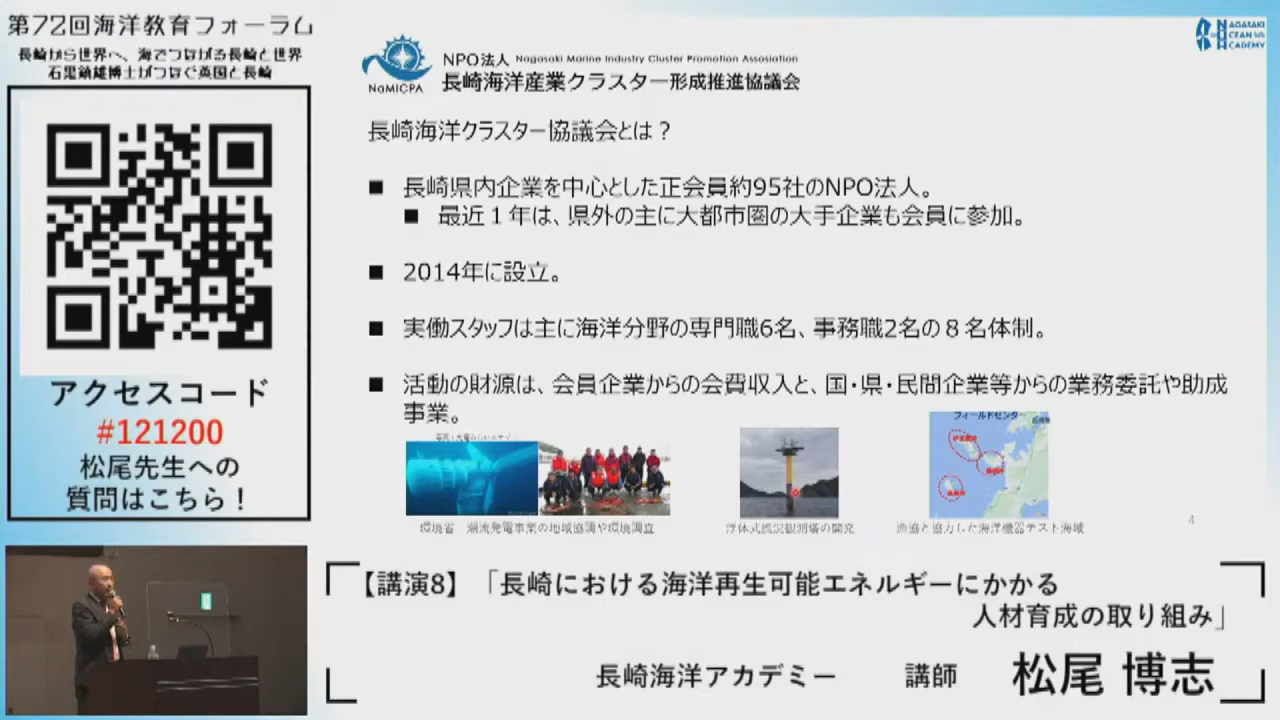 第72回海洋教育フォーラム
長崎から世界へ、海でつながる長崎と世界
石黒鎮雄博士がつなぐ英国と長崎
アクセスコード
#121200
松尾先生への
質問はこちら！
NAGASAKI
OCEAN
ACADEMY
NaMICPA
NPO法人 Nagasaki Marine Industry Cluster Promotion Association
長崎海洋産業クラスター形成推進協議会
長崎海洋クラスター協議会とは？
■ 長崎県内企業を中心とした正会員約95社のNPO法人。
■ 最近１年は、県外の主に大都市圏の大手企業も会員に参加。
■ 2014年に設立。
■ 実働スタッフは主に海洋分野の専門職6名、事務職2名の８名体制。
■ 活動の財源は、会員企業からの会費収入と、国・県・民間企業等からの業務委託や助成
事業。
フィールドセンター
環境省 潮流発電事業の地域協調や環境調査
浮体式風況観測塔の開発
漁協と協力した海洋機器テスト海域
4
【講演8】「長崎における海洋再生可能エネルギーにかかる
人材育成の取り組み」
長崎海洋アカデミー 講師 松尾 博志